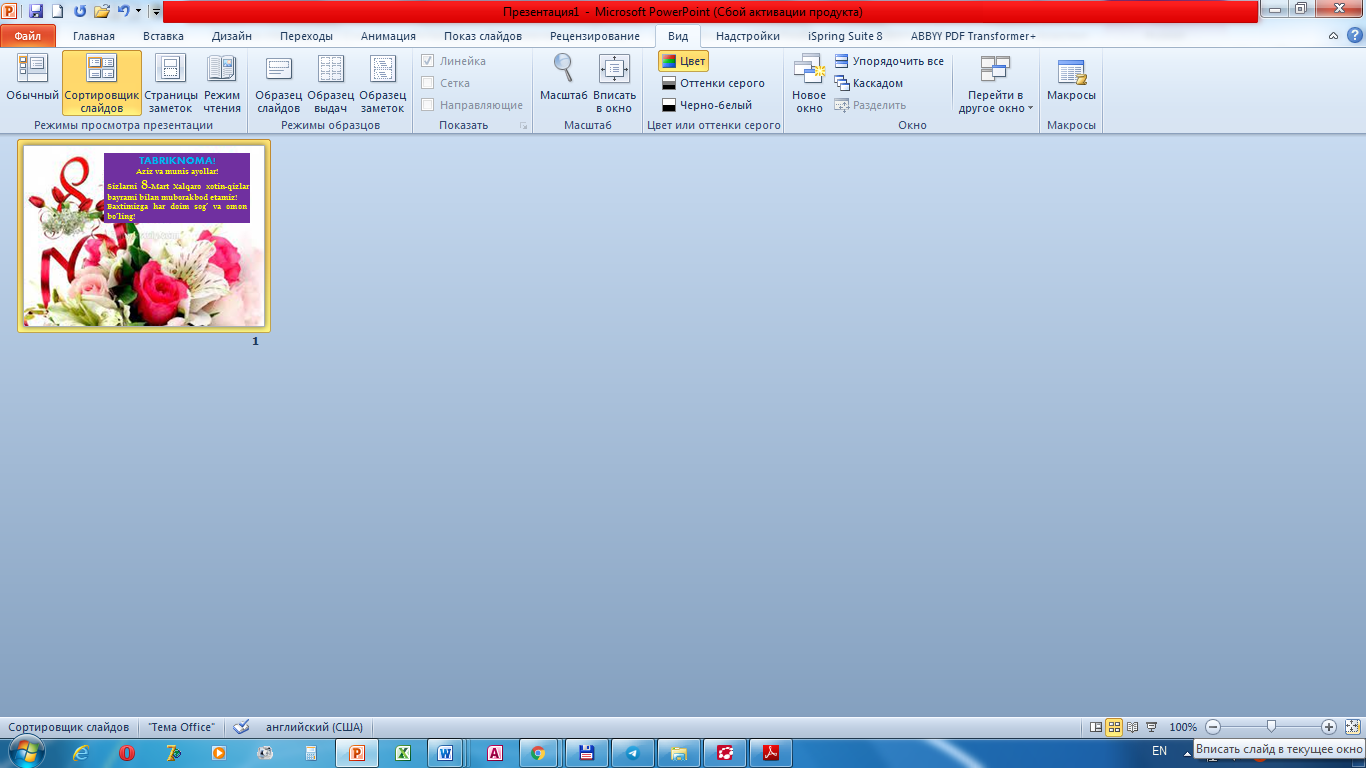 Презентация1 - Microsoft PowerPoint (Сбой активации продукта)
Файл Главная Вставка Дизайн Переходы Анимация Показ слайдов Рецензирование Вид Надстройки iSpring Suite 8 ABBYY PDF Transformer+
Обычный
Сортировщик слайдов
Страницы заметок
Режим чтения
Режимы просмотра презентации
Образец слайдов
Образец выдач
Образец заметок
Режимы образцов
Линейка
Сетка
Направляющие
Показать
Масштаб
Вписать в окно
Масштаб
Цвет
Оттенки серого
Черно-белый
Цвет или оттенки серого
Новое окно
Упорядочить все
Каскадом
Разделить
Перейти в другое окно
Окно
Макросы
Макросы
TABRIKNOMA!
Aziz va munis ayollar!
Sizlarni 8-Mart Xalqaro xotin-qizlar
bayrami bilan muborakbod etamiz!
Baxtimizga har doim sog' va omon
bo'ling!
1
Сортировщик слайдов "Тема Office" английский (США) 100%
EN
Вписать слайд в текущее окно